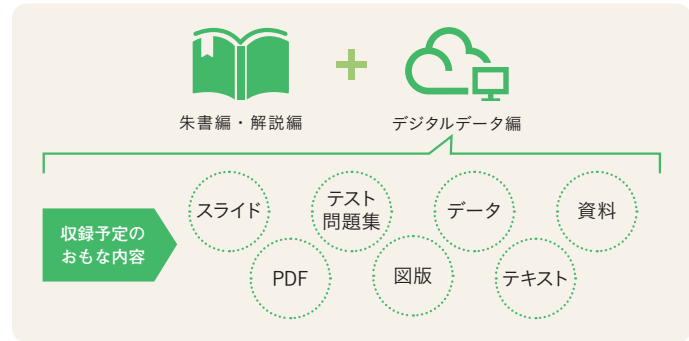 朱書編・解説編
デジタルデータ編
収録予定の
おもな内容
スライド
テスト
問題集
データ
資料
PDF
図版
テキスト